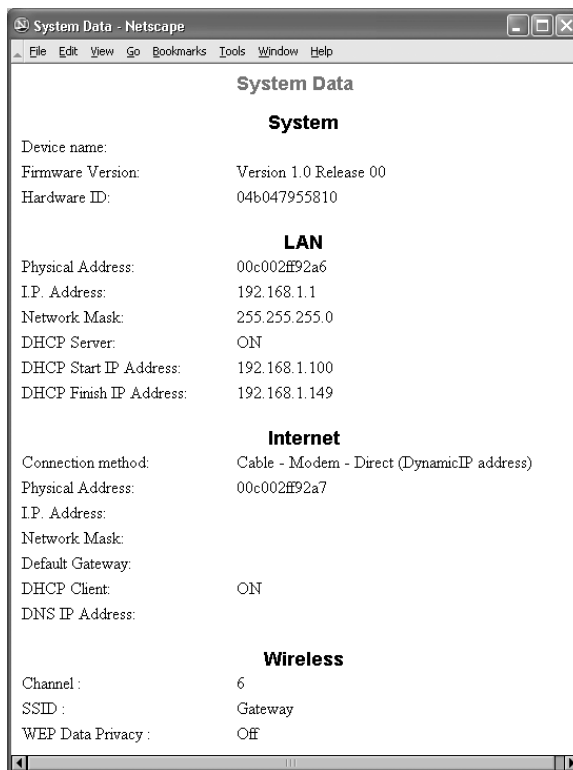 System Data - Netscape
File Edit View Go Bookmarks Tools Window Help
System Data
System
Device name:
Firmware Version: Version 1.0 Release 00
Hardware ID: 04b047955810
LAN
Physical Address: 00c002ff92a6
I.P. Address: 192.168.1.1
Network Mask: 255.255.255.0
DHCP Server: ON
DHCP Start IP Address: 192.168.1.100
DHCP Finish IP Address: 192.168.1.149
Internet
Connection method: Cable - Modem - Direct (DynamicIP address)
Physical Address: 00c002ff92a7
I.P. Address:
Network Mask:
Default Gateway:
DHCP Client: ON
DNS IP Address:
Wireless
Channel : 6
SSID : Gateway
WEP Data Privacy : Off